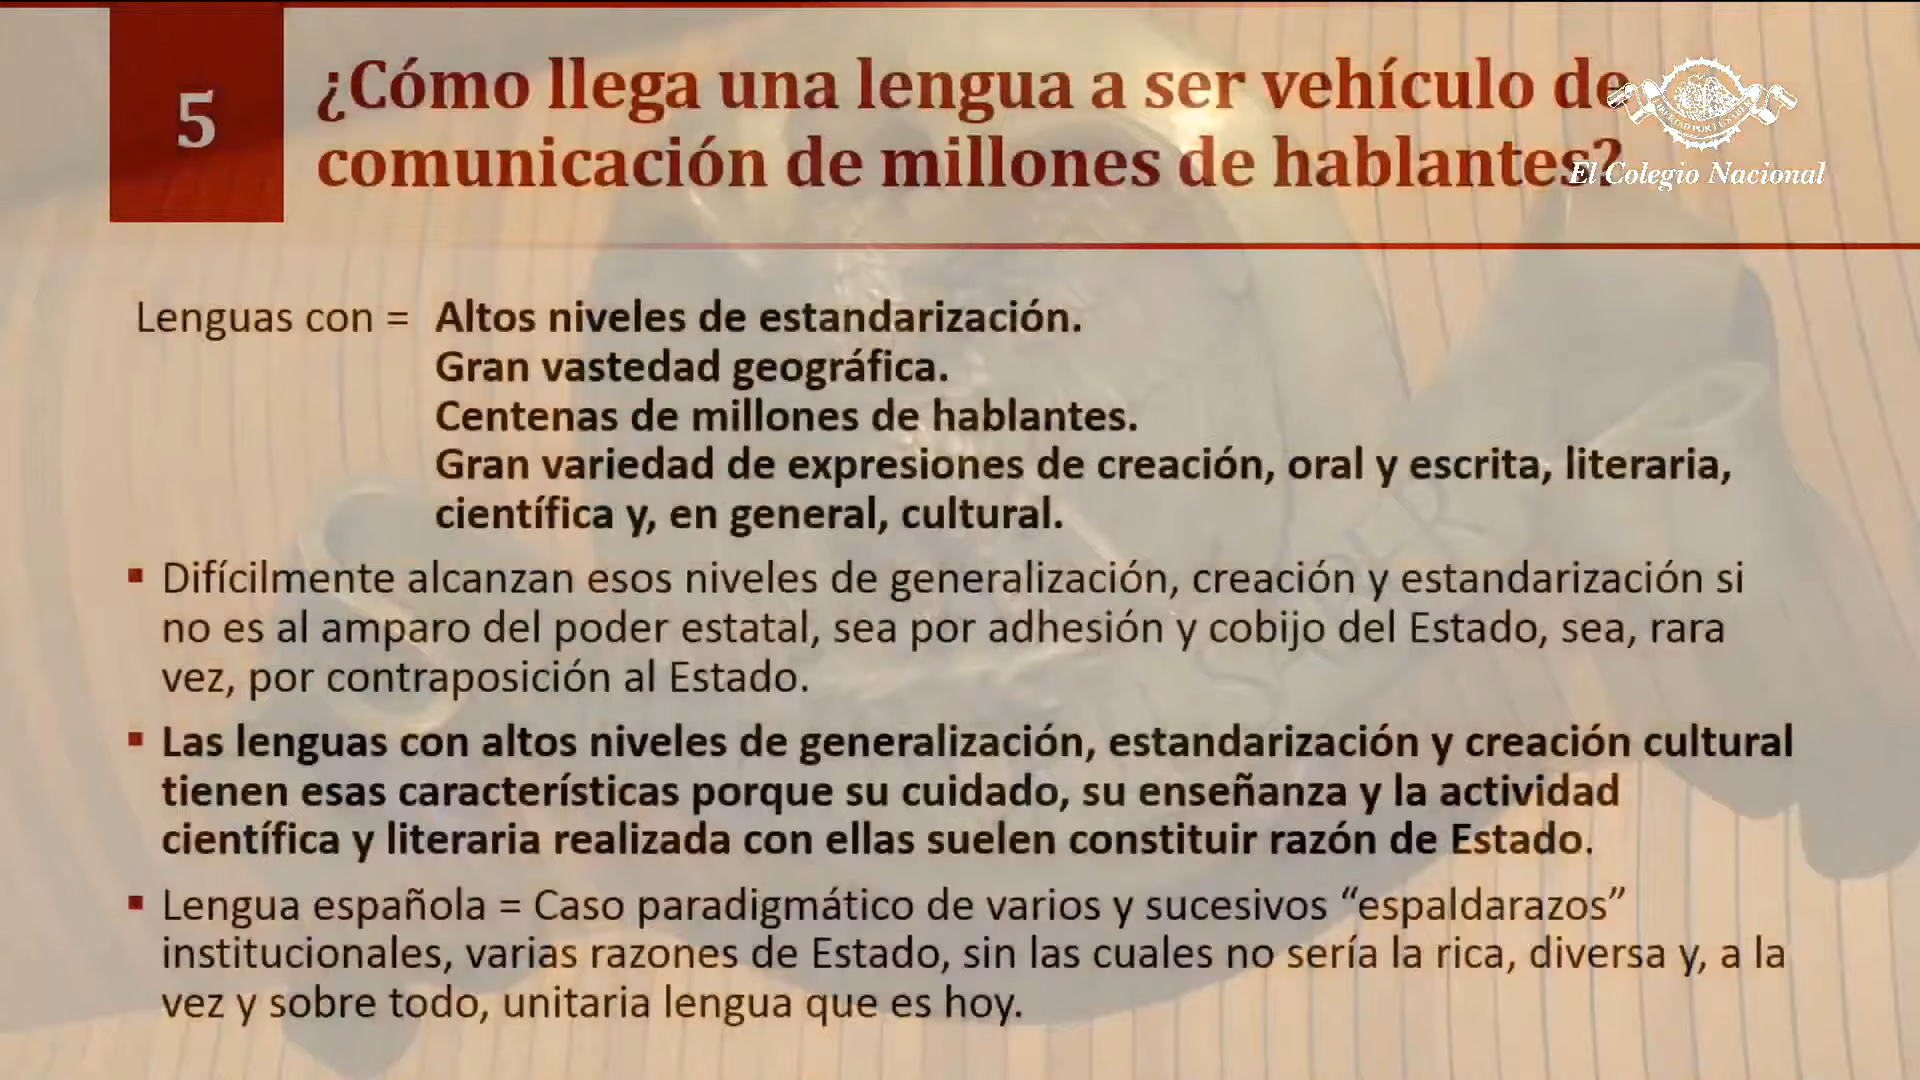 5
¿Cómo llega una lengua a ser vehículo de
comunicación de millones de hablantes?
El Colegio Nacional
Lenguas con = Altos niveles de estandarización.
Gran vastedad geográfica.
Centenas de millones de hablantes.
Gran variedad de expresiones de creación, oral y escrita, literaria,
científica y, en general, cultural.
▪ Difícilmente alcanzan esos niveles de generalización, creación y estandarización si
no es al amparo del poder estatal, sea por adhesión y cobijo del Estado, sea, rara
vez, por contraposición al Estado.
▪ Las lenguas con altos niveles de generalización, estandarización y creación cultural
tienen esas características porque su cuidado, su enseñanza y la actividad
científica y literaria realizada con ellas suelen constituir razón de Estado.
▪ Lengua española = Caso paradigmático de varios y sucesivos “espaldarazos”
institucionales, varias razones de Estado, sin las cuales no sería la rica, diversa y, a la
vez y sobre todo, unitaria lengua que es hoy.